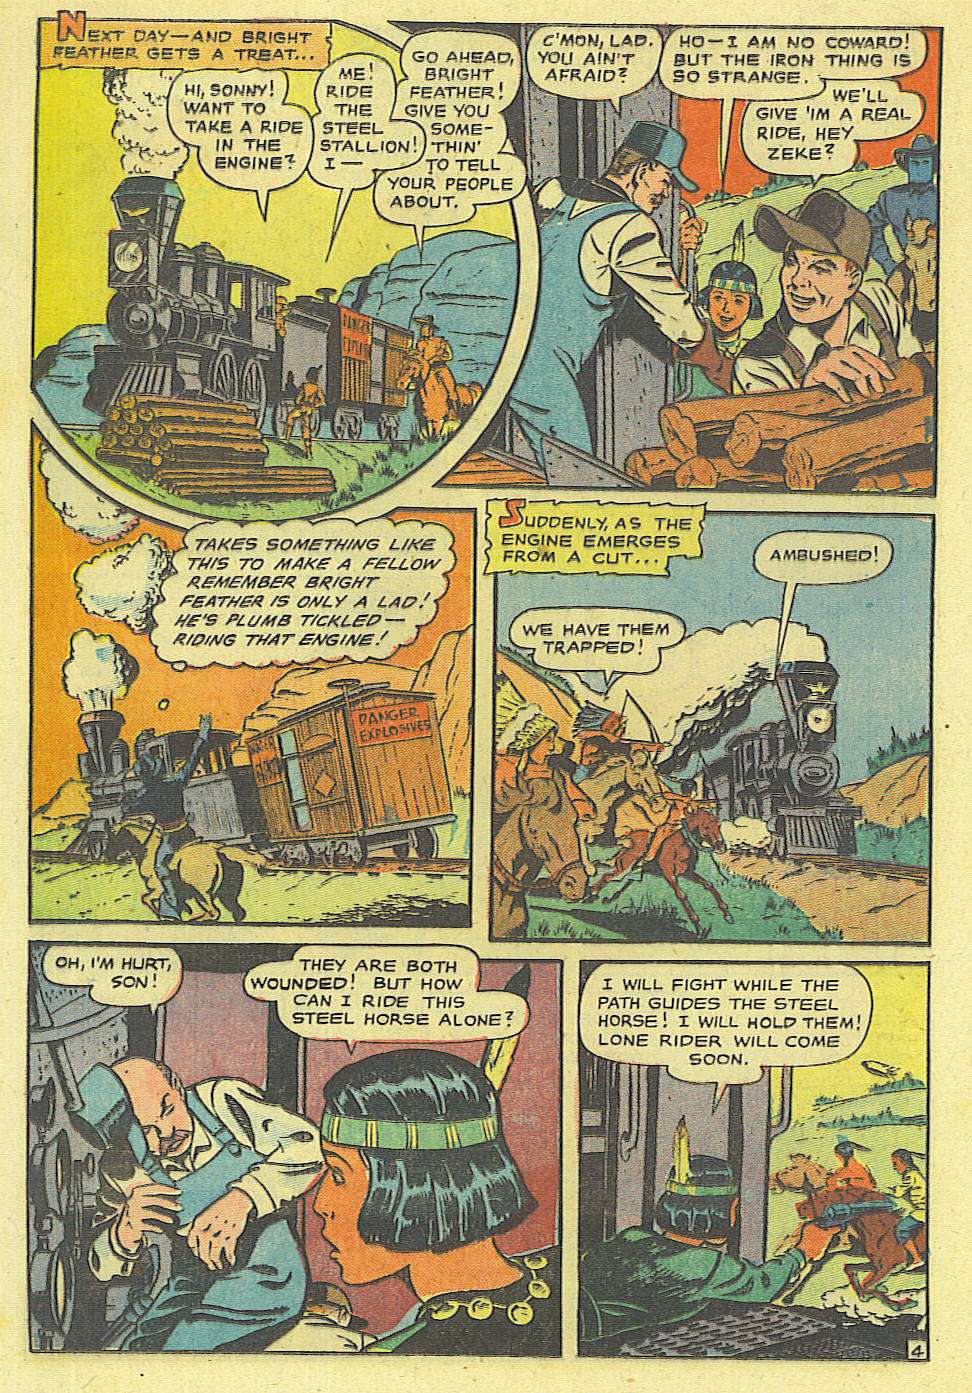 NEXT DAY—AND BRIGHT
FEATHER GETS A TREAT...
HI, SONNY!
WANT TO
TAKE A RIDE
IN THE
ENGINE?
ME!
RIDE
THE
STEEL
STALLION!
I—
GO AHEAD,
BRIGHT
FEATHER!
GIVE YOU
SOME-
THIN'
TO TELL
YOUR PEOPLE
ABOUT.
DANGER
C'MON, LAD.
YOU AIN'T
AFRAID?
HO—I AM NO COWARD!
BUT THE IRON THING IS
SO STRANGE.
WE'LL
GIVE 'IM A REAL
RIDE, HEY
ZEKE?
TAKES SOMETHING LIKE
THIS TO MAKE A FELLOW
REMEMBER BRIGHT
FEATHER IS ONLY A LAD!
HE'S PLUMB TICKLED—
RIDING THAT ENGINE!
DANGER
EXPLOSIVES
SUDDENLY, AS THE
ENGINE EMERGES
FROM A CUT...
AMBUSHED!
WE HAVE THEM
TRAPPED!
OH, I'M HURT,
SON!
THEY ARE BOTH
WOUNDED! BUT HOW
CAN I RIDE THIS
STEEL HORSE ALONE?
I WILL FIGHT WHILE THE
PATH GUIDES THE STEEL
HORSE! I WILL HOLD THEM!
LONE RIDER WILL COME
SOON.
4